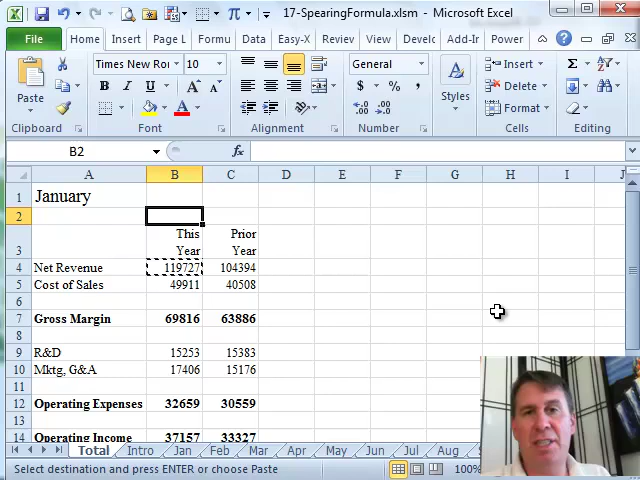 17-SpearingFormula.xlsm - Microsoft Excel
File Home Insert Page L Formu Data Easy-X Review View Develc Add-Ir Power
Times New Ro 10 General Insert
Paste B I U $ % , Styles Delete
Format
Clipboard Font Alignment Number Cells Editing
B2 fx
A B C D E F G H I J
1 January
2
3 This Year Prior Year
4 Net Revenue 119727 104394
5 Cost of Sales 49911 40508
6
7 Gross Margin 69816 63886
8
9 R&D 15253 15383
10 Mktg, G&A 17406 15176
11
12 Operating Expenses 32659 30559
13
14 Operating Income 37157 33327
Total Intro Jan Feb Mar Apr May Jun Jul Aug
Select destination and press ENTER or choose Paste 100%